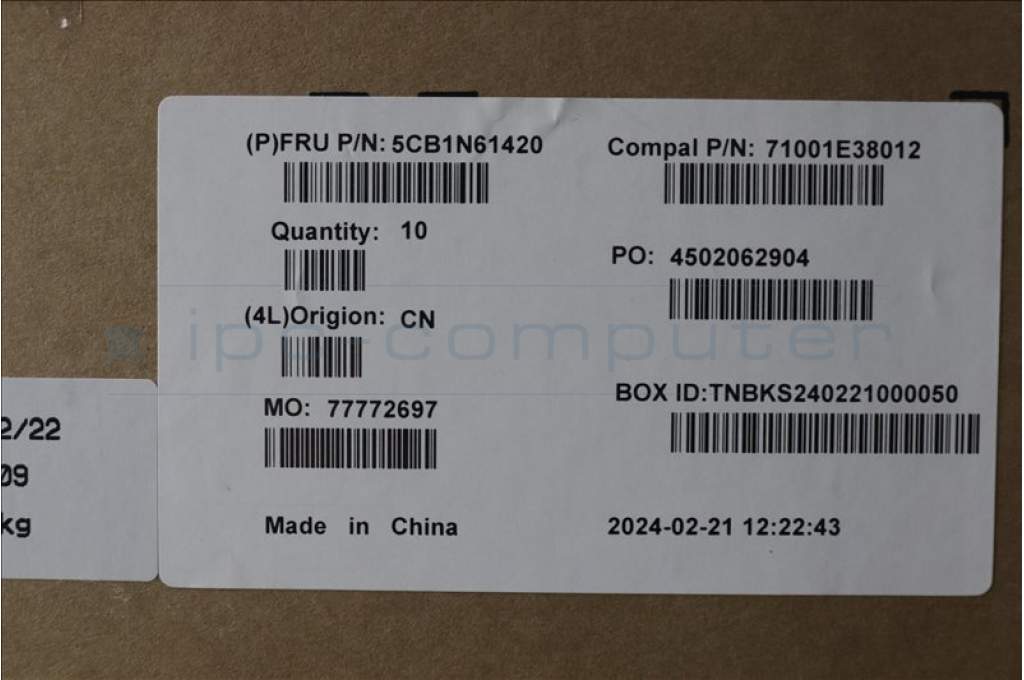 (P)FRU P/N: 5CB1N61420
Compal P/N: 71001E38012
Quantity: 10
PO: 4502062904
(4L)Origion: CN
ipc-computer
BOX ID:TNBKS240221000050
MO: 77772697
Made in China
2024-02-21 12:22:43
2/22
09
kg